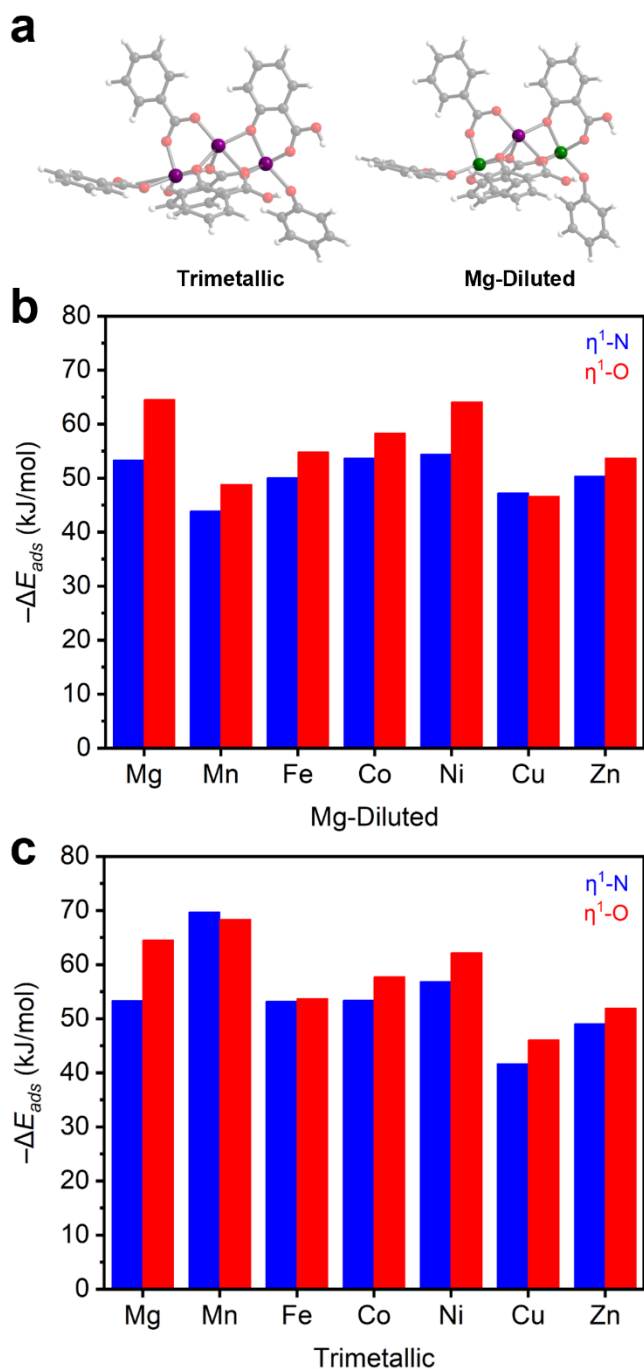 a
Trimetallic
Mg-Diluted
b
80
70
60
50
40
30
20
10
0
–ΔE_ads (kJ/mol)
η¹-N
η¹-O
Mg Mn Fe Co Ni Cu Zn
Mg-Diluted
c
80
70
60
50
40
30
20
10
0
–ΔE_ads (kJ/mol)
η¹-N
η¹-O
Mg Mn Fe Co Ni Cu Zn
Trimetallic